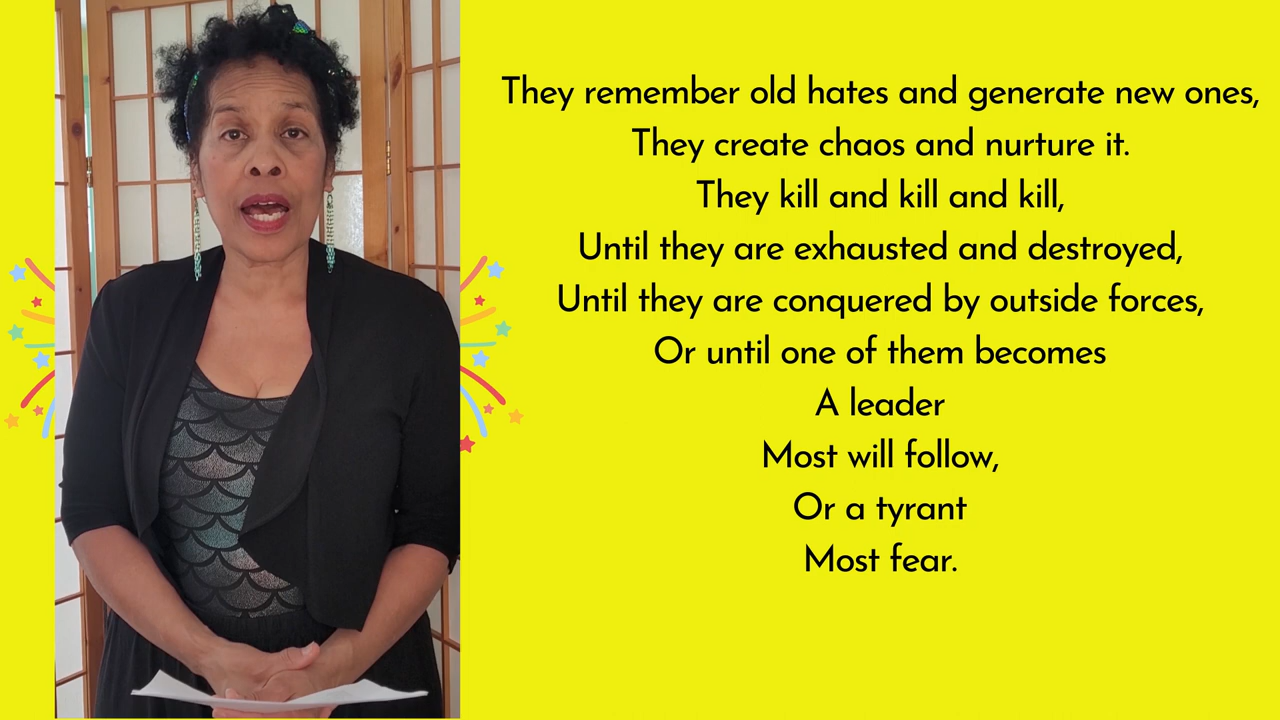 They remember old hates and generate new ones,
They create chaos and nurture it.
They kill and kill and kill,
Until they are exhausted and destroyed,
Until they are conquered by outside forces,
Or until one of them becomes
A leader
Most will follow,
Or a tyrant
Most fear.